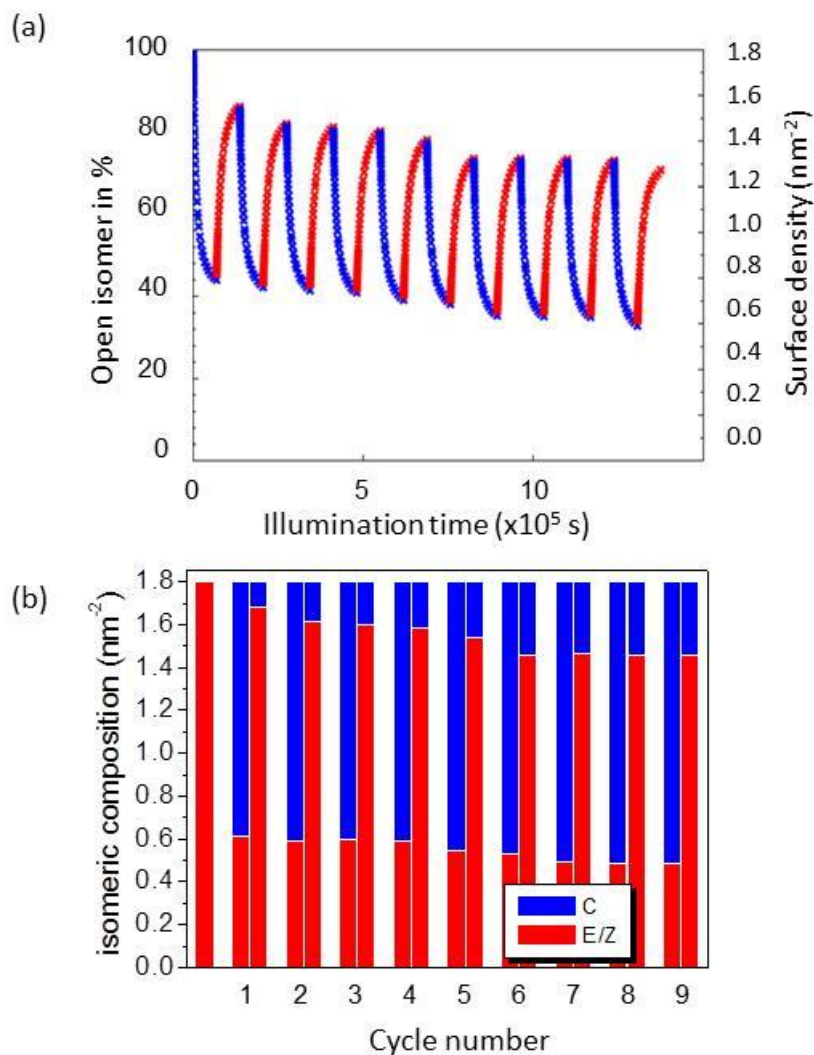 (a)
100
80
60
40
20
0
Open isomer in %
1.8
1.6
1.4
1.2
1.0
0.8
0.6
0.4
0.2
0.0
Surface density (nm-2)
0 5 10
Illumination time (x10⁵ s)
(b)
1.8
1.6
1.4
1.2
1.0
0.8
0.6
0.4
0.2
0.0
isomeric composition (nm-2)
C
E/Z
1 2 3 4 5 6 7 8 9
Cycle number